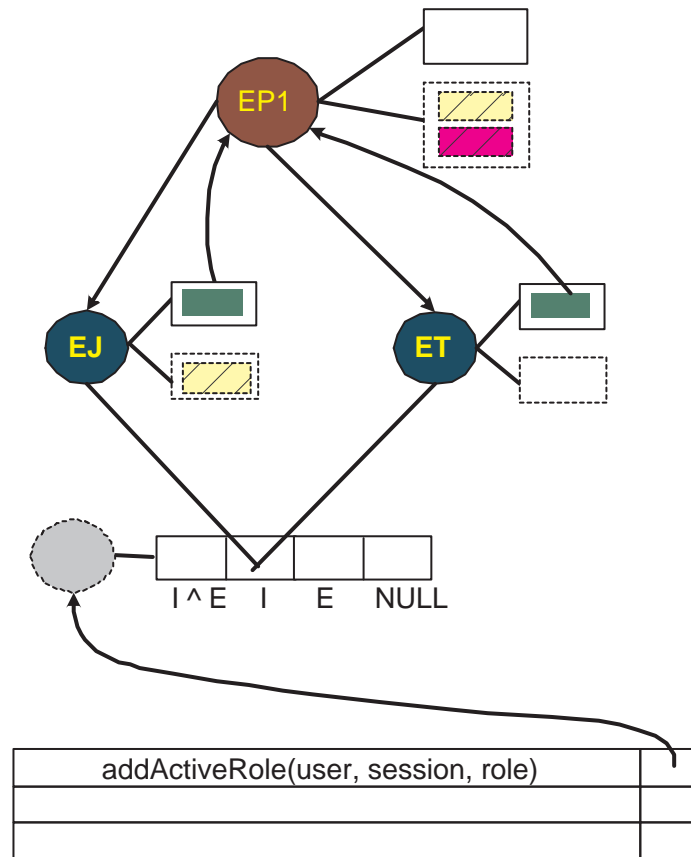 EP1
EJ
ET
I ^ E I E NULL
addActiveRole(user, session, role)